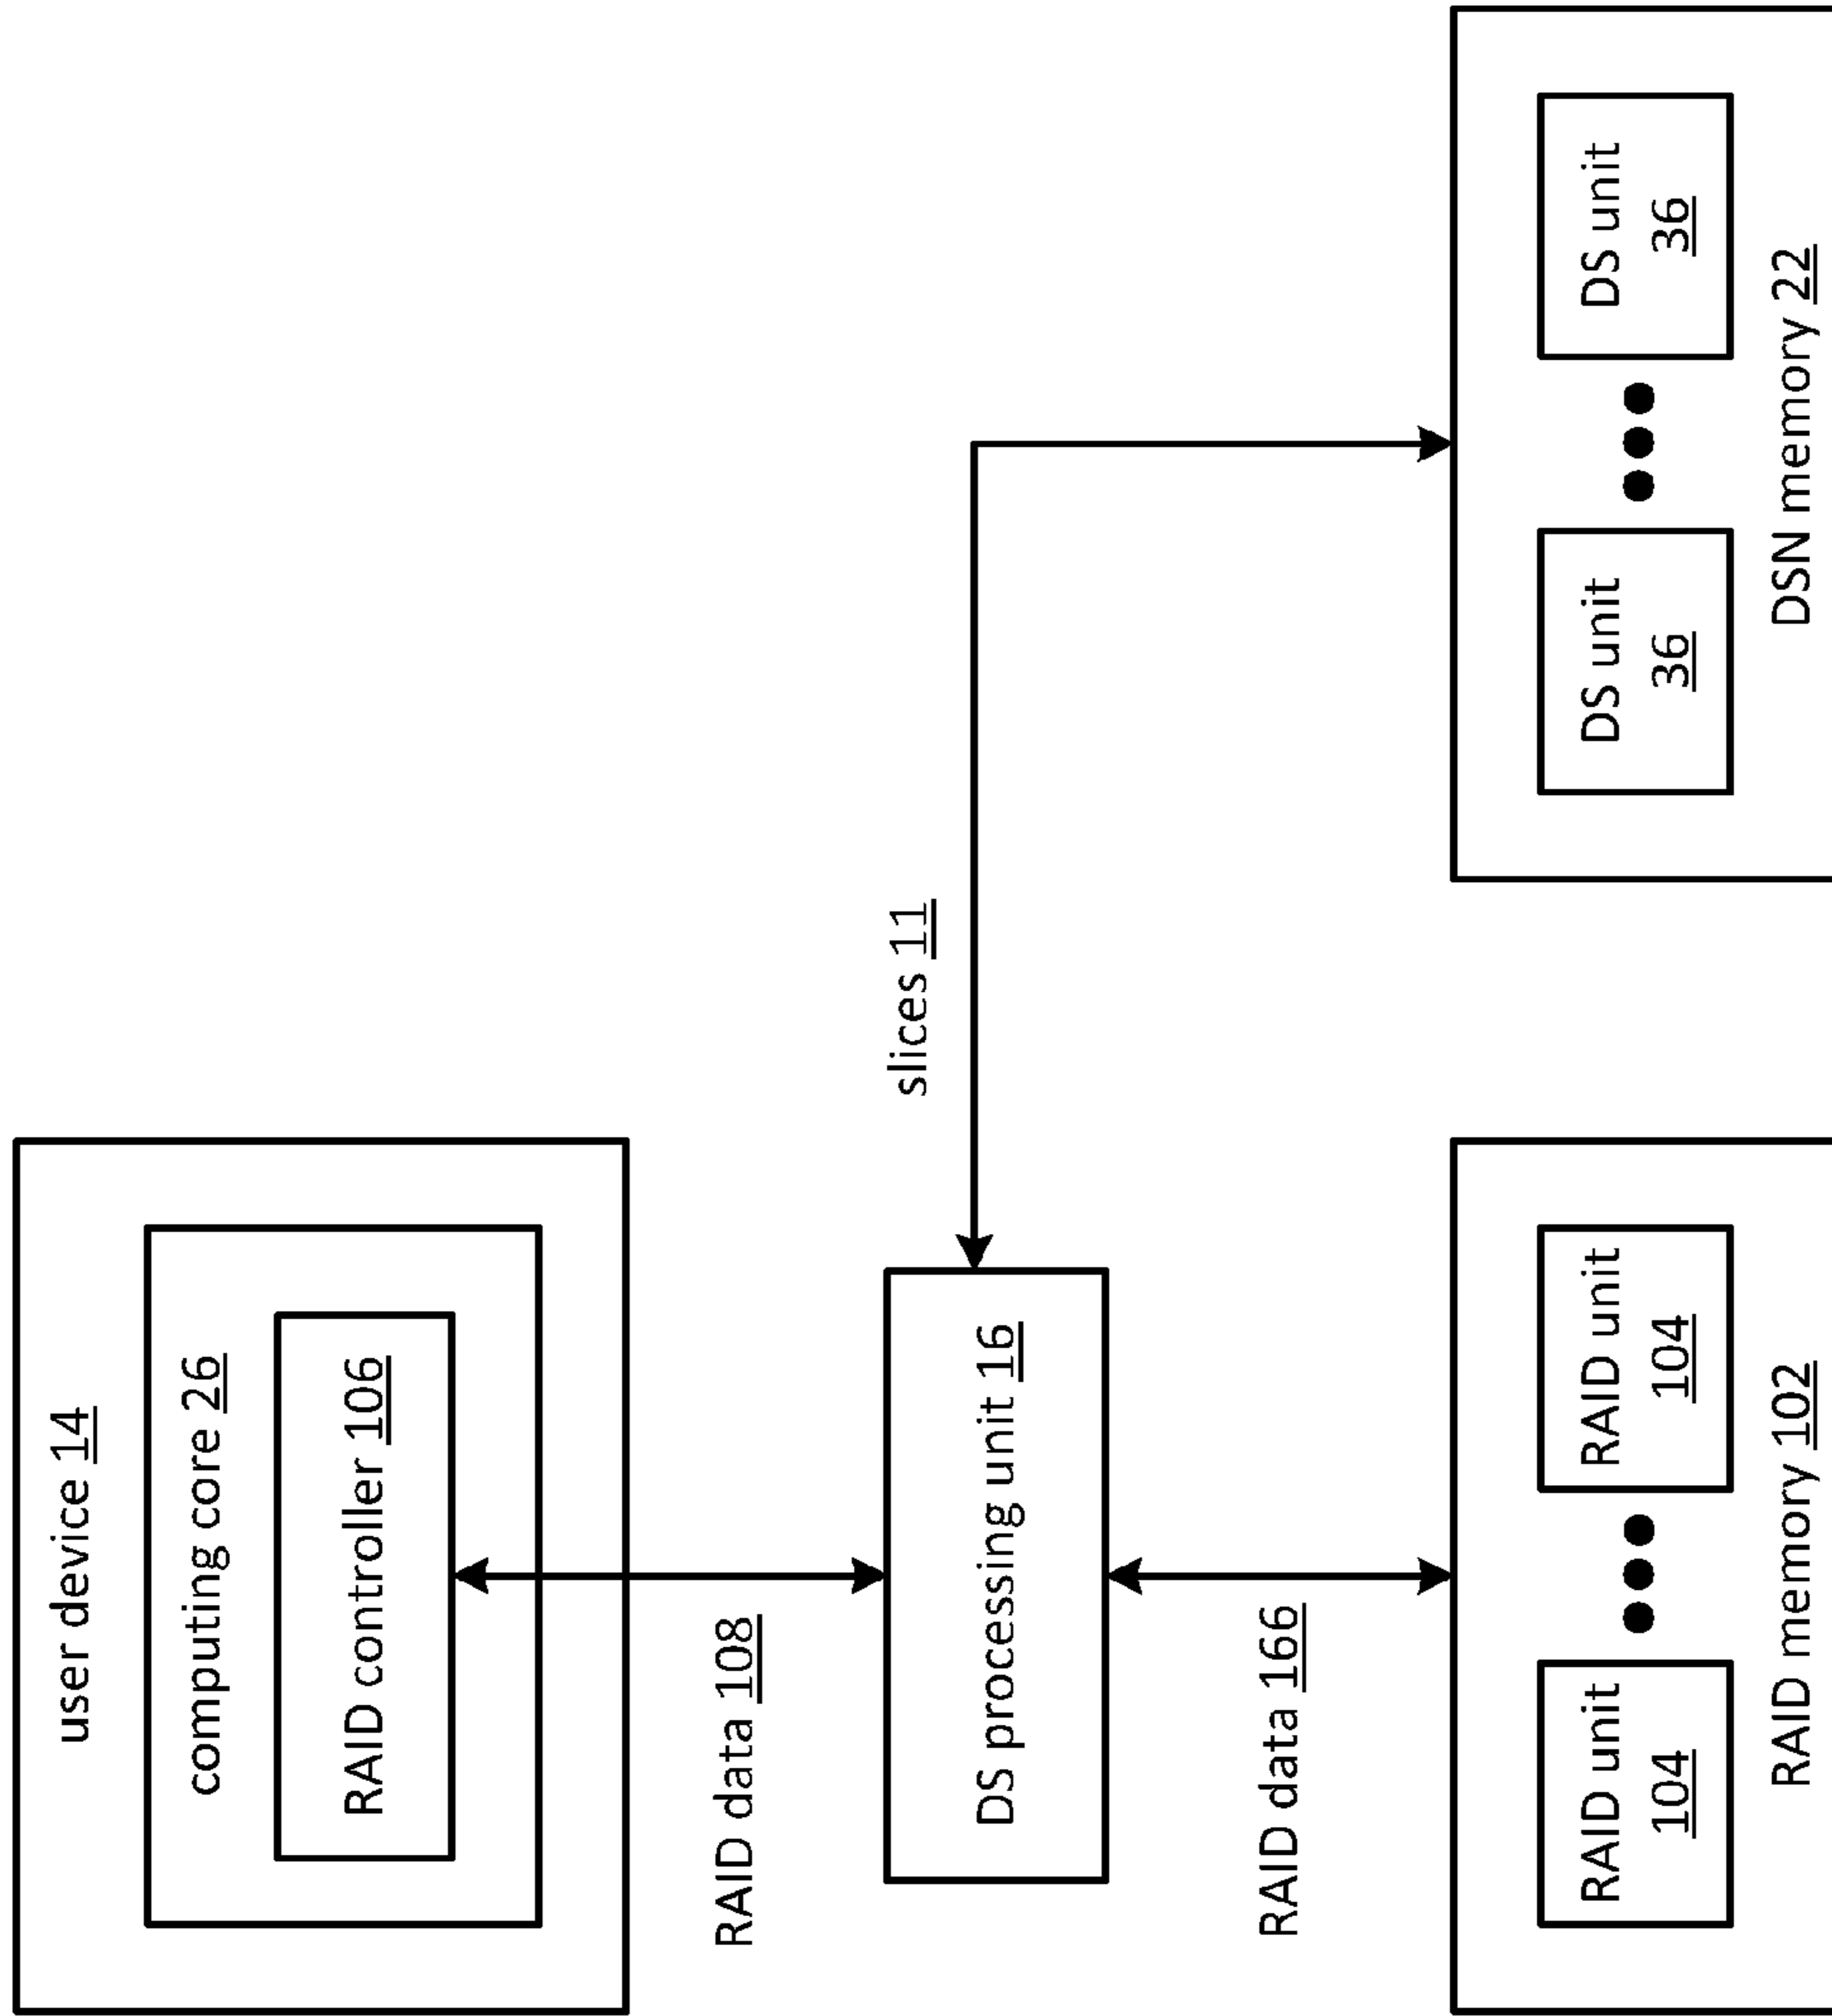 user device 14
computing core 26
RAID controller 106
RAID data 108
slices 11
DS processing unit 16
RAID data 166
RAID unit
104
RAID unit
104
RAID memory 102
DS unit
36
DS unit
36
DSN memory 22